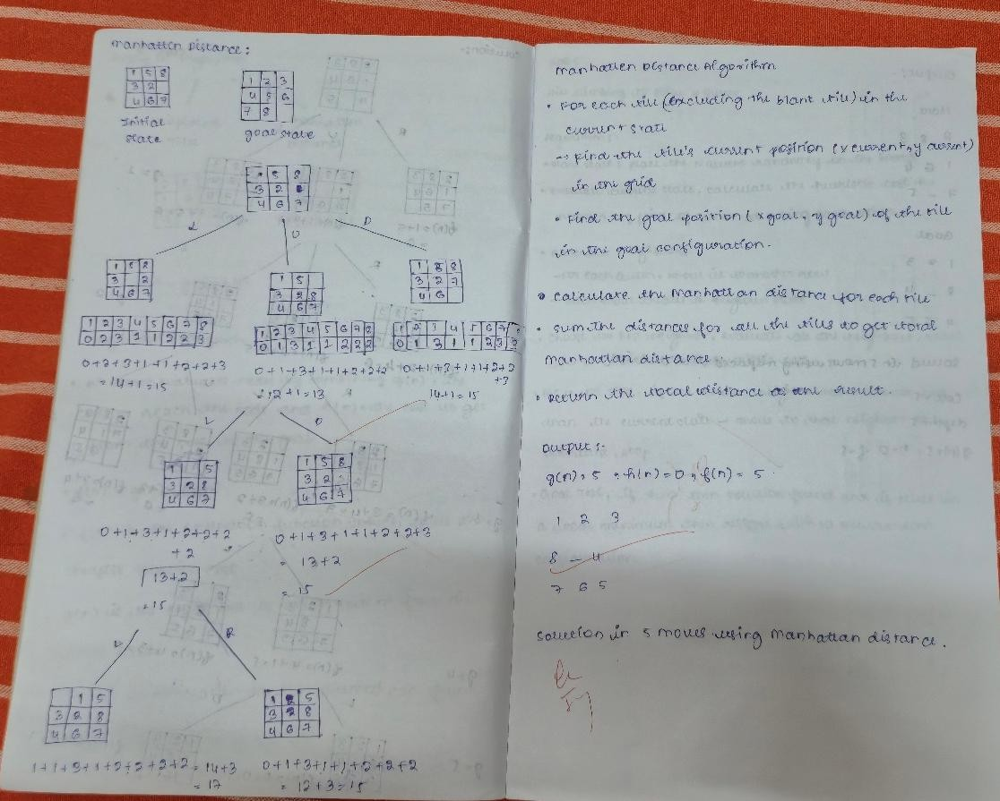 Manhatten Distance:
1 5 8
3 2
4 6 7
Initial
state
1 2 3
4 5 6
7 8
goal state
5 8
3 2
4 6 7
L
U
D
1 5 8
3 2
4 6 7
1 5
3 2 8
4 6 7
1 5 8
3 2 7
4 6
1 2 3 4 5 6 7 8
0 2 3 1 1 2 2 3
1 2 3 4 5 6 7 8
0 1 3 1 1 2 2 2
1 2 3 4 5 6 7 8
0 1 3 1 1 2 3 3
0+2+3+1+1+2+2+3
= 14+1=15
0+1+3+1+1+2+2+2
=12+1=13
0+1+3+1+1+2+3
+3
14+1=15
L
D
1 5
3 2 8
4 6 7
1 5 8
3 2
4 6 7
0+1+3+1+2+2+2
+2
13+2
=15
0+1+3+1+1+2+2+3
= 13+2
= 15
R
1 5
3 2 8
4 6 7
1 2 5
3 8
4 6 7
1+1+3+1+2+2+2+2 = 14+3
= 17
0+1+3+1+1+2+2+2
= 12+3=15
Manhatten Distance Algorithm
• For each tile (excluding the blank tile) in the
current state
→ Find the tile's current position (x current, y current)
in the grid
• Find the goal position (x goal, y goal) of the tile
in the goal configuration.
• calculate the Manhattan distance for each tile
• sum the distances for all the tiles to get total
Manhattan distance
• Return the total distance as the result.
output:-
g(n)=5, h(n)=0, f(n)= 5
1 2 3
8 - 4
7 6 5
Solution in 5 moves using Manhattan distance.